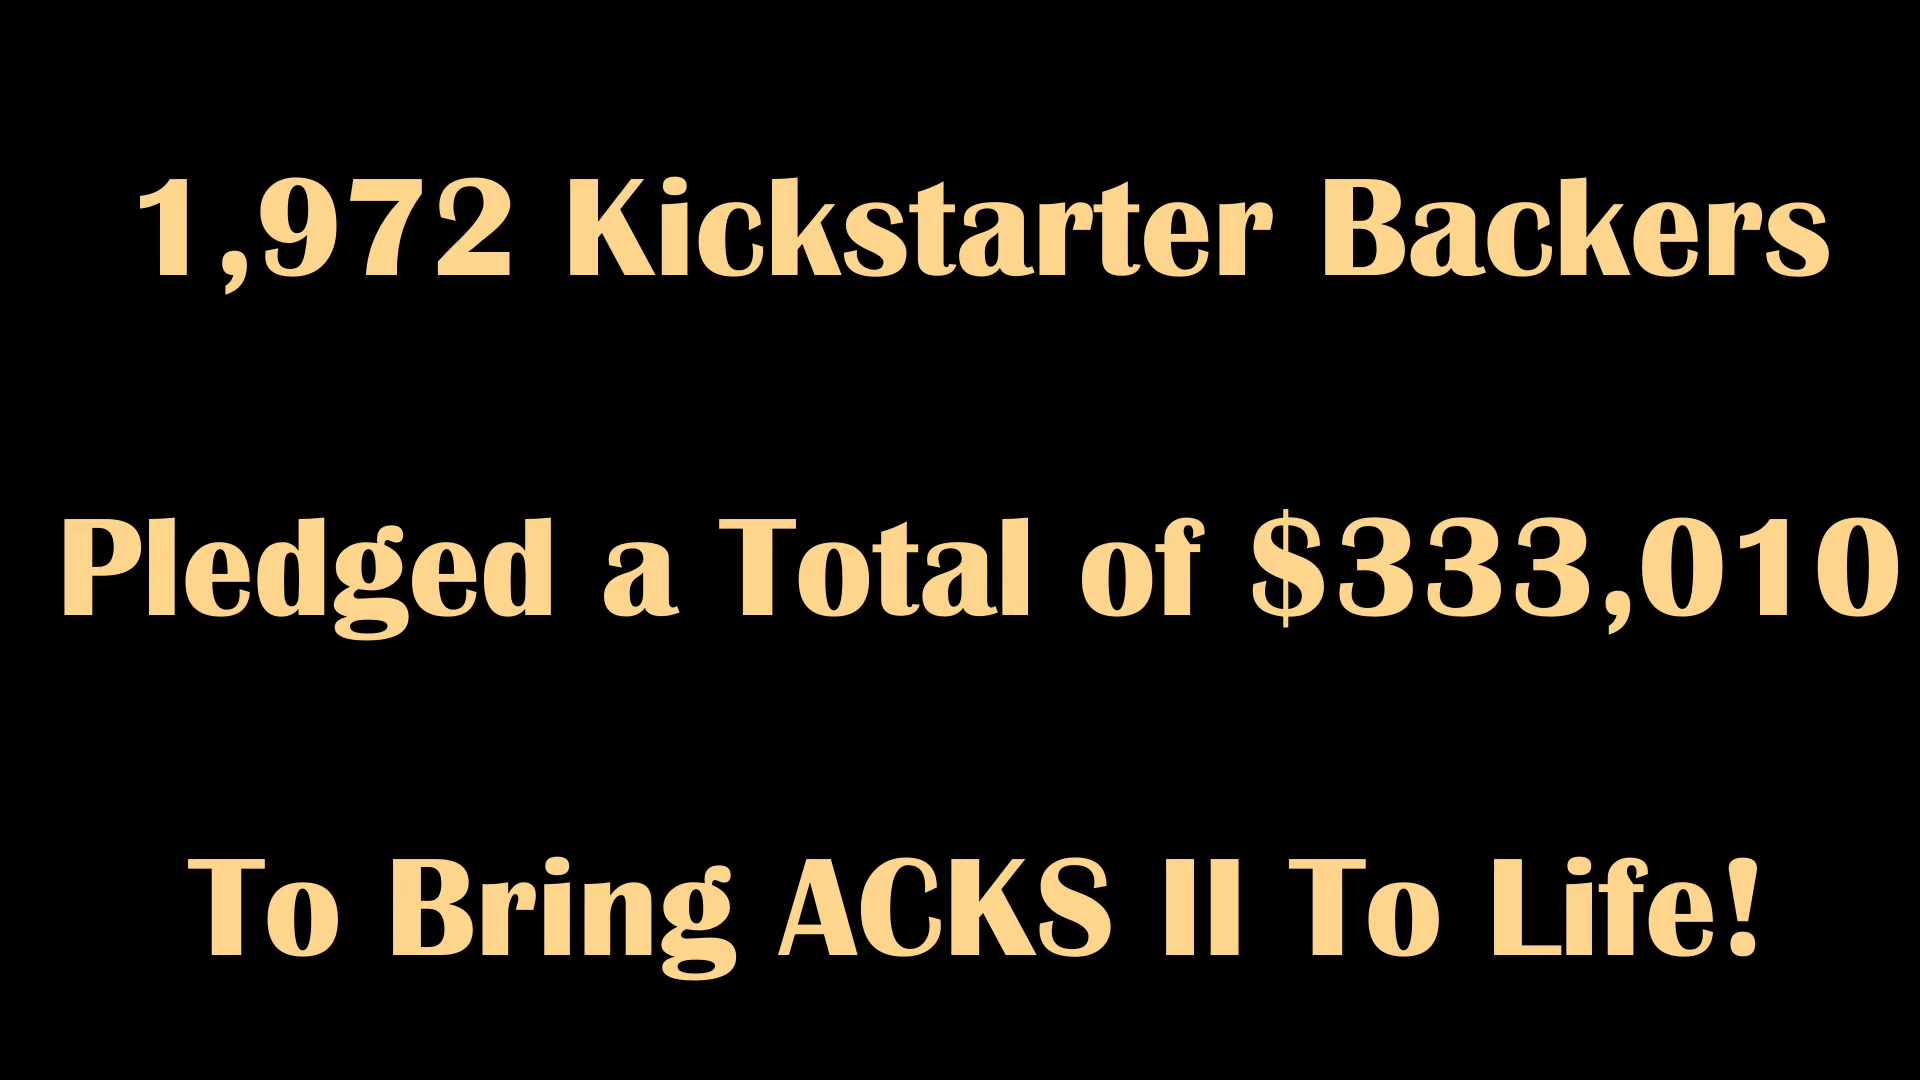 1,972 Kickstarter Backers
Pledged a Total of $333,010
To Bring ACKS II To Life!